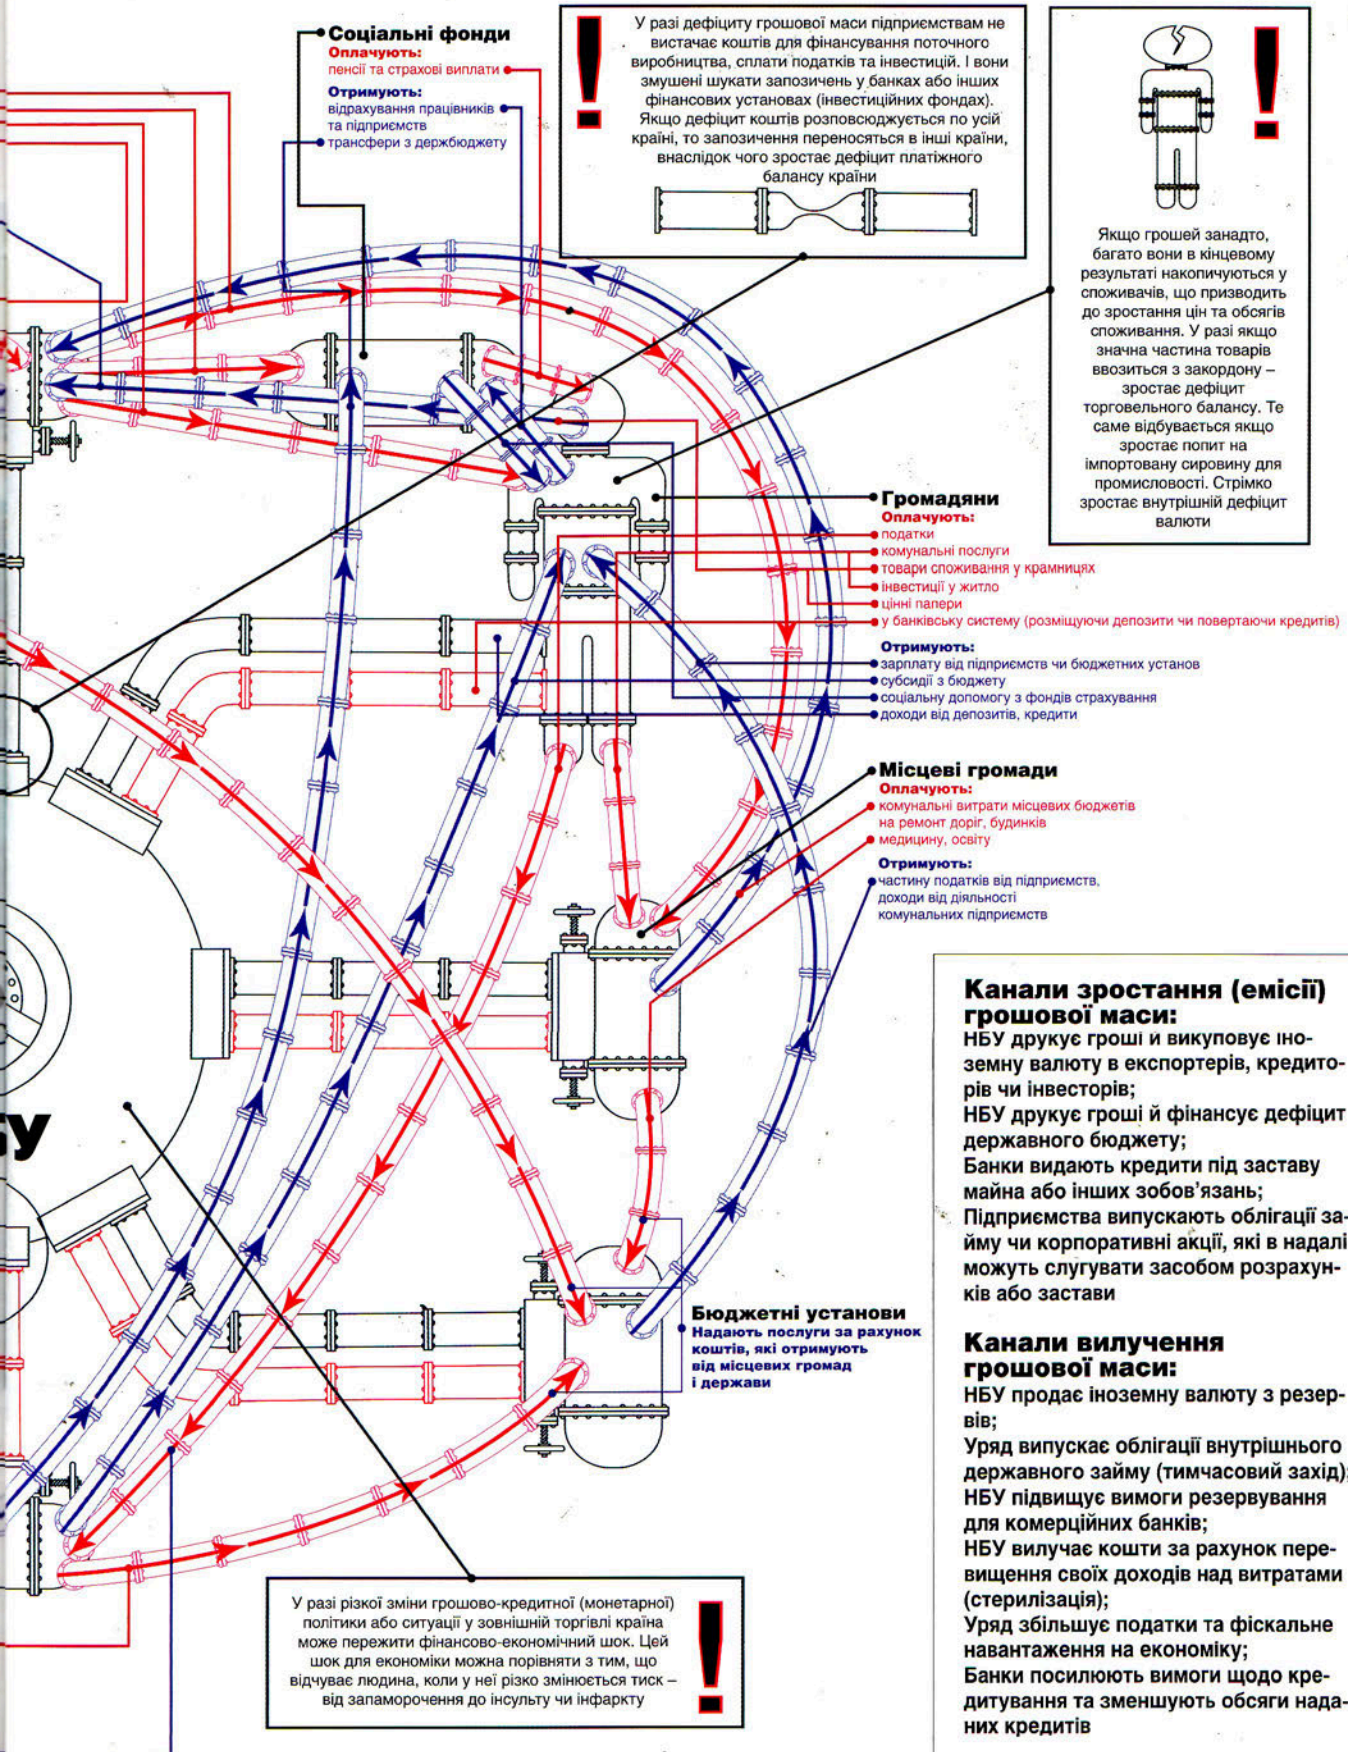 Соціальні фонди
Оплачують:
пенсії та страхові виплати
Отримують:
відрахування працівників
та підприємств
трансфери з держбюджету
У разі дефіциту грошової маси підприємствам не
вистачає коштів для фінансування поточного
виробництва, сплати податків та інвестицій. І вони
змушені шукати запозичень у банках або інших
фінансових установах (інвестиційних фондах).
Якщо дефіцит коштів розповсюджується по усій
країні, то запозичення переносяться в інші країни,
внаслідок чого зростає дефіцит платіжного
балансу країни
!
!
Якщо грошей занадто,
багато вони в кінцевому
результаті накопичуються у
споживачів, що призводить
до зростання цін та обсягів
споживання. У разі якщо
значна частина товарів
ввозиться з закордону –
зростає дефіцит
торговельного балансу. Те
саме відбувається якщо
зростає попит на
імпортовану сировину для
промисловості. Стрімко
зростає внутрішній дефіцит
валюти
Громадяни
Оплачують:
податки
комунальні послуги
товари споживання у крамницях
інвестиції у житло
цінні папери
у банківську систему (розміщуючи депозити чи повертаючи кредитів)
Отримують:
зарплату від підприємств чи бюджетних установ
субсидії з бюджету
соціальну допомогу з фондів страхування
доходи від депозитів, кредити
Місцеві громади
Оплачують:
комунальні витрати місцевих бюджетів
на ремонт доріг, будинків
медицину, освіту
Отримують:
частину податків від підприємств,
доходи від діяльності
комунальних підприємств
БУ
Бюджетні установи
Надають послуги за рахунок
коштів, які отримують
від місцевих громад
і держави
У разі різкої зміни грошово-кредитної (монетарної)
політики або ситуації у зовнішній торгівлі країна
може пережити фінансово-економічний шок. Цей
шок для економіки можна порівняти з тим, що
відчуває людина, коли у неї різко змінюється тиск –
від запаморочення до інсульту чи інфаркту
!
Канали зростання (емісії)
грошової маси:
НБУ друкує гроші й викуповує іно-
земну валюту в експортерів, кредито-
рів чи інвесторів;
НБУ друкує гроші й фінансує дефіцит
державного бюджету;
Банки видають кредити під заставу
майна або інших зобов'язань;
Підприємства випускають облігації за-
йму чи корпоративні акції, які в надалі
можуть слугувати засобом розрахун-
ків або застави
Канали вилучення
грошової маси:
НБУ продає іноземну валюту з резер-
вів;
Уряд випускає облігації внутрішнього
державного займу (тимчасовий захід);
НБУ підвищує вимоги резервування
для комерційних банків;
НБУ вилучає кошти за рахунок пере-
вищення своїх доходів над витратами
(стерилізація);
Уряд збільшує податки та фіскальне
навантаження на економіку;
Банки посилюють вимоги щодо кре-
дитування та зменшують обсяги нада-
них кредитів